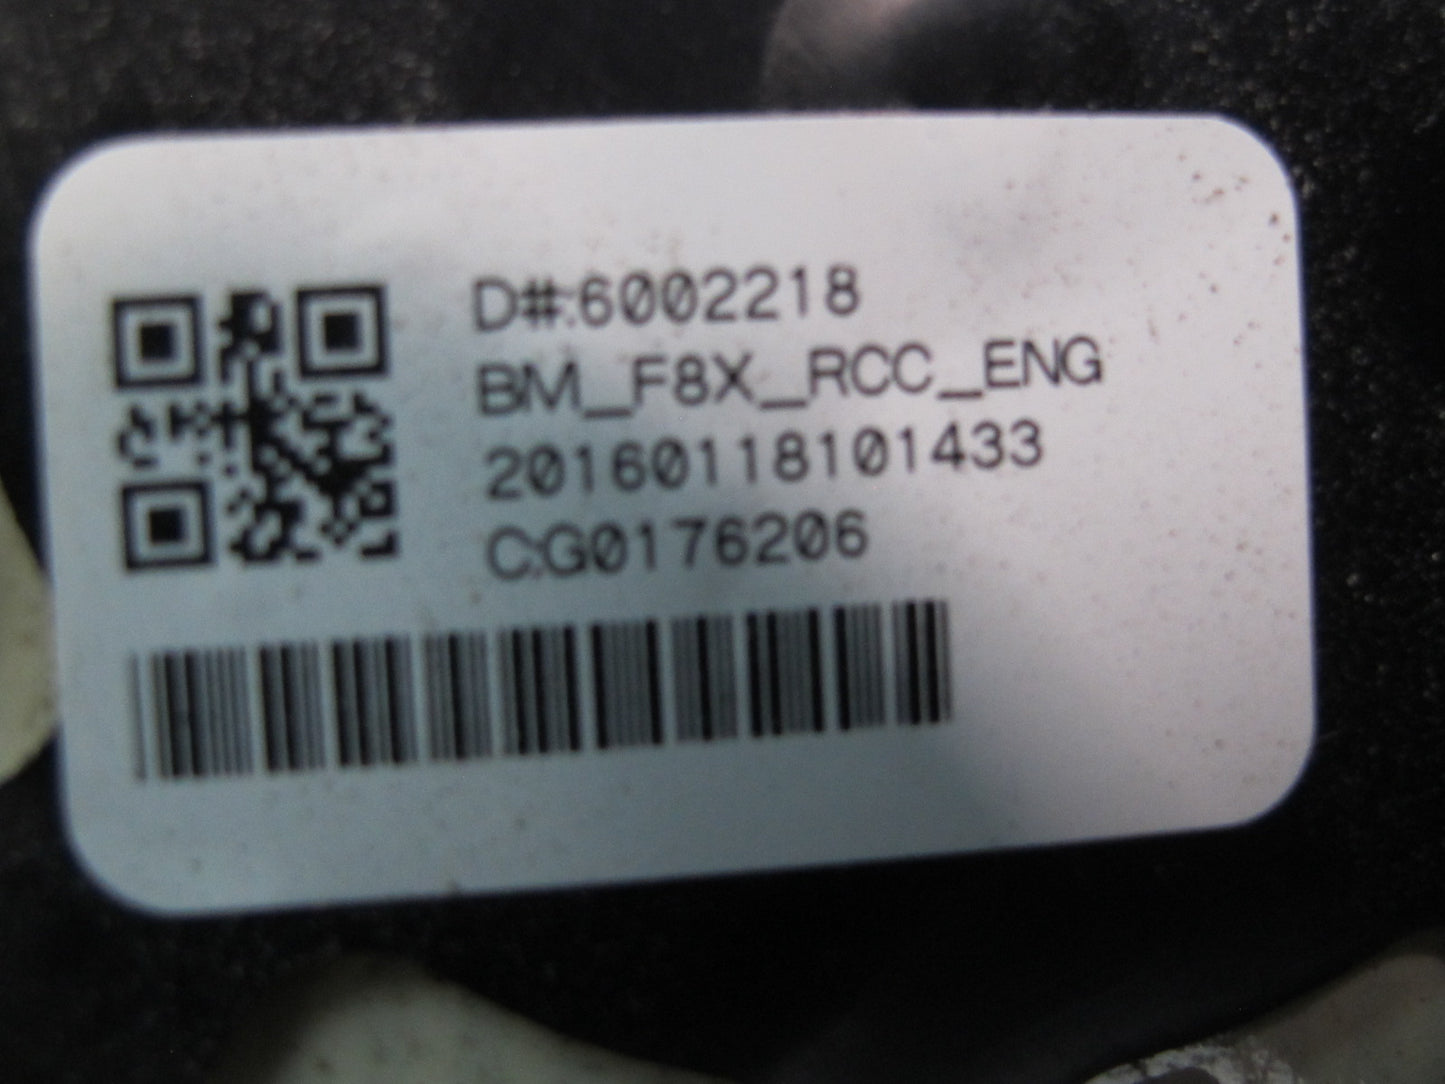 D#:6002218
BM_F8X_RCC_ENG
20160118101433
C:G0176206